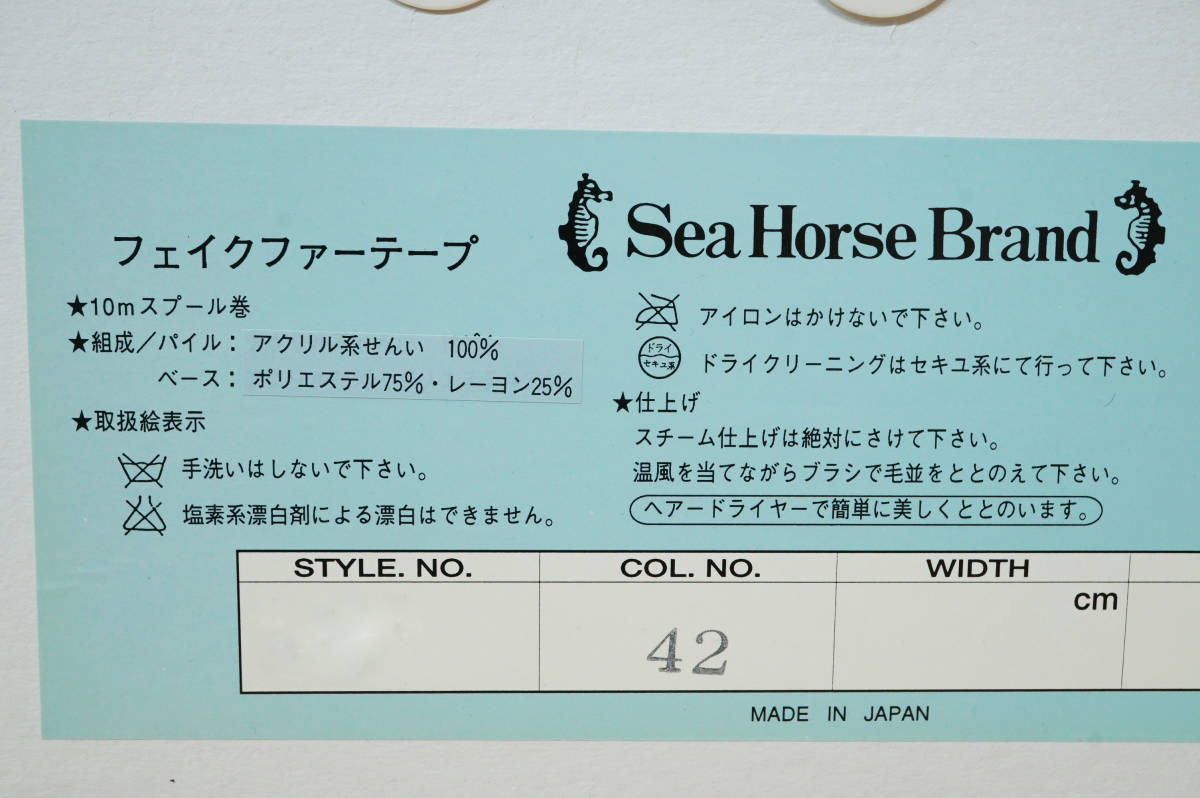 フェイクファーテープ
★10mスプール巻
★組成/パイル：アクリル系せんい 100%
ベース：ポリエステル75%・レーヨン25%
★取扱絵表示
手洗いはしないで下さい。
塩素系漂白剤による漂白はできません。
Sea Horse Brand
アイロンはかけないで下さい。
ドライ
セキユ系
ドライクリーニングはセキユ系にて行って下さい。
★仕上げ
スチーム仕上げは絶対にさけて下さい。
温風を当てながらブラシで毛並をととのえて下さい。
ヘアードライヤーで簡単に美しくととのいます。
STYLE. NO. COL. NO. WIDTH
cm
42
MADE IN JAPAN